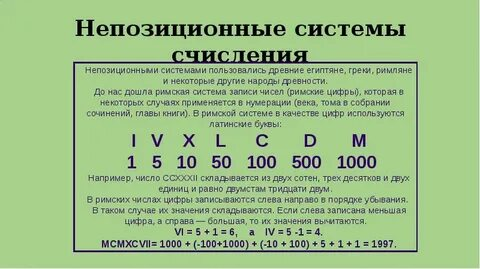 Непозиционные системы
счисления
Непозиционными системами пользовались древние египтяне, греки, римляне
и некоторые другие народы древности.
До нас дошла римская система записи чисел (римские цифры), которая в
некоторых случаях применяется в нумерации (века, тома в собрании
сочинений, главы книги). В римской системе в качестве цифр используются
латинские буквы:
I V X L C D M
1 5 10 50 100 500 1000
Например, число CCXXXII складывается из двух сотен, трех десятков и двух
единиц и равно двумстам тридцати двум.
В римских числах цифры записываются слева направо в порядке убывания.
В таком случае их значения складываются. Если слева записана меньшая
цифра, а справа — большая, то их значения вычитаются.
VI = 5 + 1 = 6, а IV = 5 -1 = 4.
MCMXCVII= 1000 + (-100+1000) + (-10 + 100) + 5 + 1 + 1 = 1997.